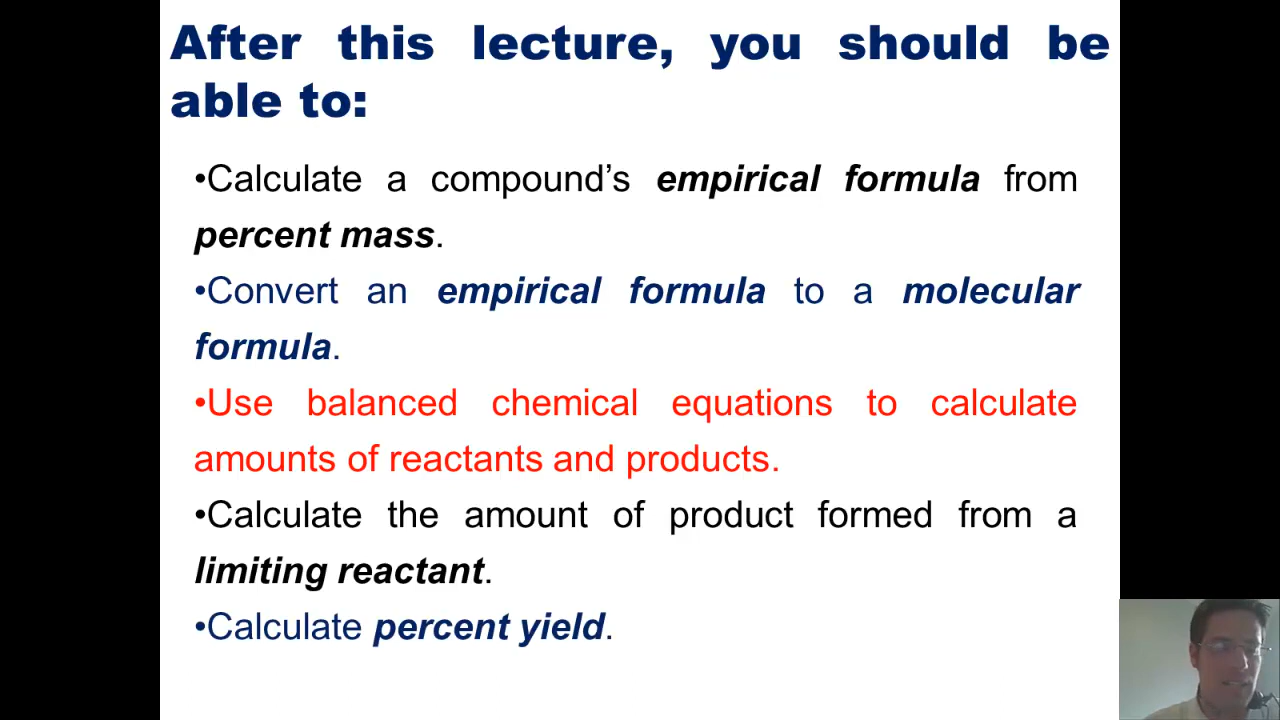 After this lecture, you should be
able to:
•Calculate a compound’s empirical formula from
percent mass.
•Convert an empirical formula to a molecular
formula.
•Use balanced chemical equations to calculate
amounts of reactants and products.
•Calculate the amount of product formed from a
limiting reactant.
•Calculate percent yield.